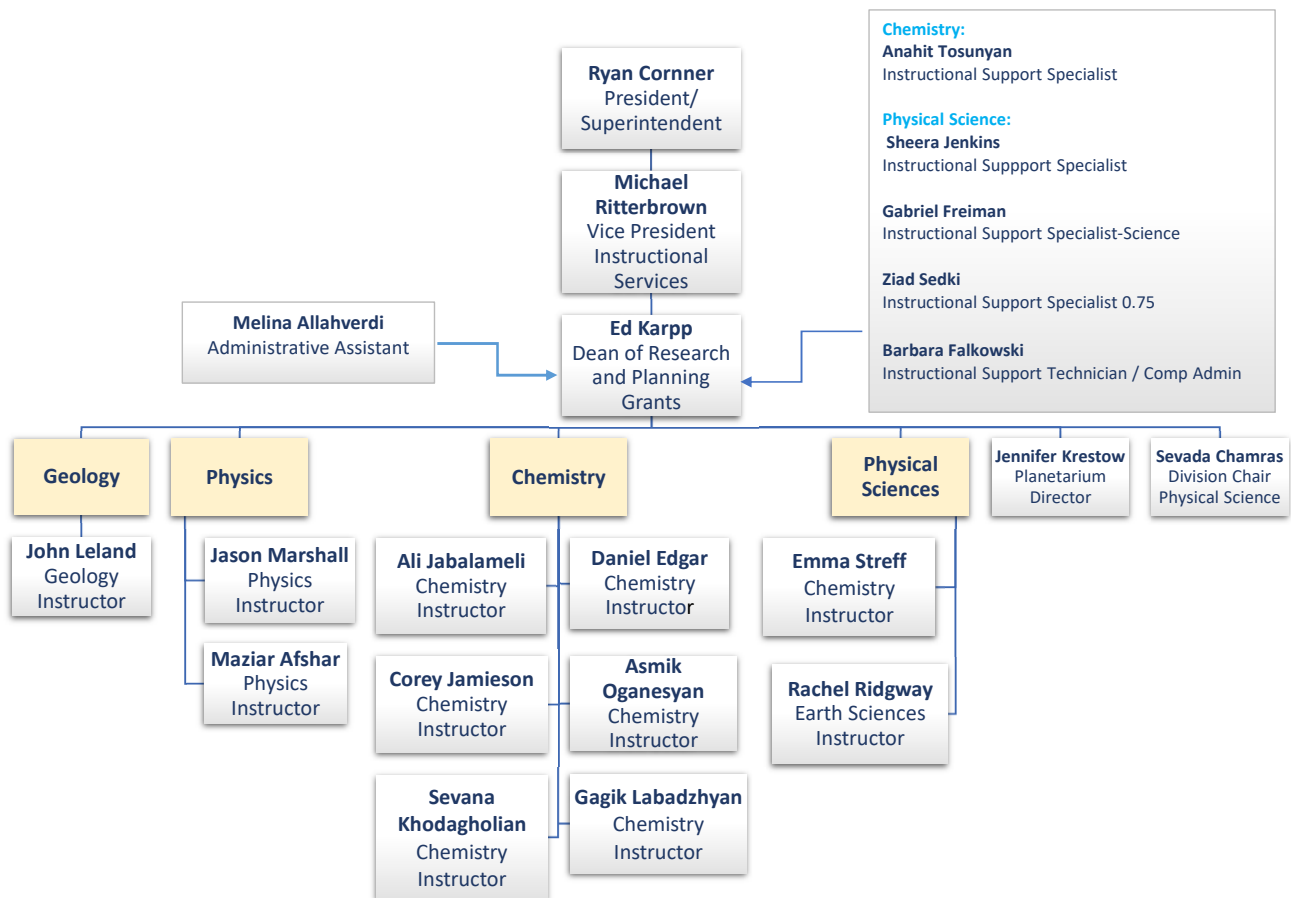 Ryan Cornner
President/
Superintendent
Michael
Ritterbrown
Vice President
Instructional
Services
Melina Allahverdi
Administrative Assistant
Ed Karpp
Dean of Research
and Planning
Grants
Chemistry:
Anahit Tosunyan
Instructional Support Specialist
Physical Science:
Sheera Jenkins
Instructional Suppport Specialist
Gabriel Freiman
Instructional Support Specialist-Science
Ziad Sedki
Instructional Support Specialist 0.75
Barbara Falkowski
Instructional Support Technician / Comp Admin
Geology
Physics
Chemistry
Physical
Sciences
Jennifer Krestow
Planetarium
Director
Sevada Chamras
Division Chair
Physical Science
John Leland
Geology
Instructor
Jason Marshall
Physics
Instructor
Maziar Afshar
Physics
Instructor
Ali Jabalameli
Chemistry
Instructor
Daniel Edgar
Chemistry
Instructor
Corey Jamieson
Chemistry
Instructor
Asmik
Oganesyan
Chemistry
Instructor
Sevana
Khodagholian
Chemistry
Instructor
Gagik Labadzhyan
Chemistry
Instructor
Emma Streff
Chemistry
Instructor
Rachel Ridgway
Earth Sciences
Instructor